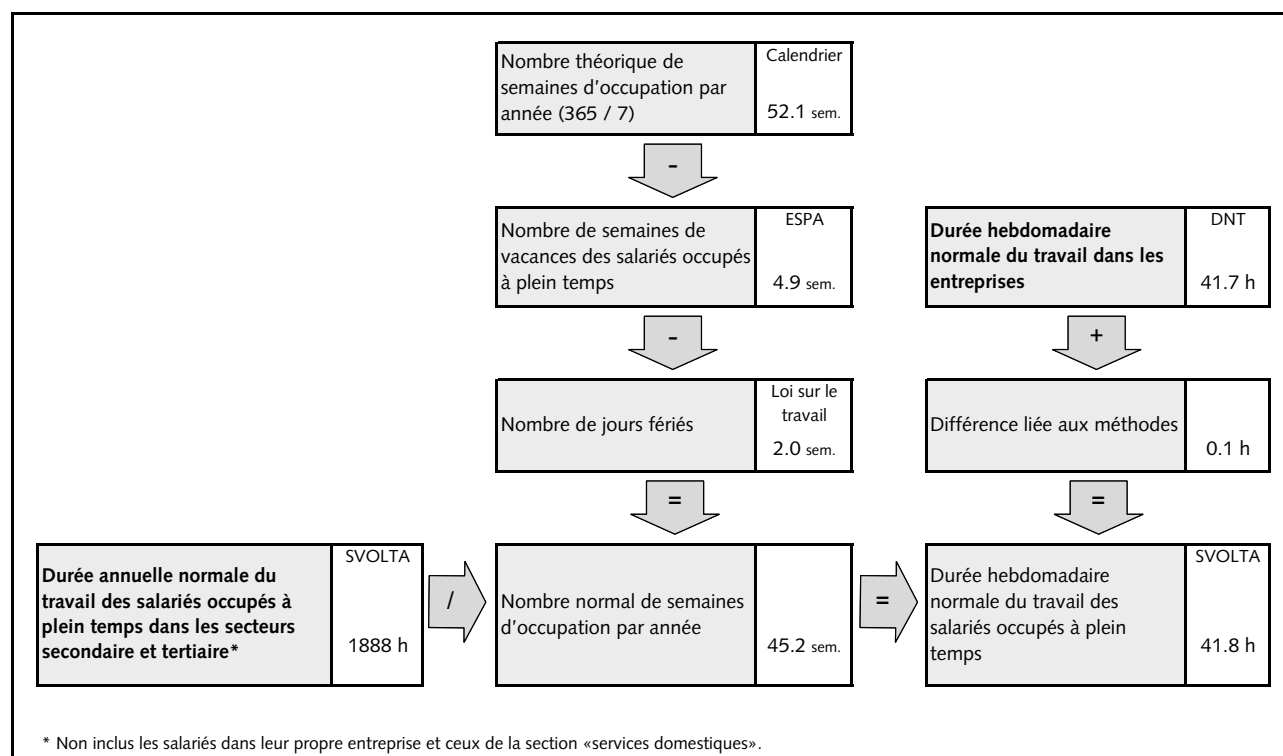 Nombre théorique de
semaines d'occupation par
année (365 / 7)
Calendrier
52.1 sem.
-
Nombre de semaines de
vacances des salariés occupés
à plein temps
ESPA
4.9 sem.
Durée hebdomadaire
normale du travail dans les
entreprises
DNT
41.7 h
-
+
Nombre de jours fériés
Loi sur le
travail
2.0 sem.
Différence liée aux méthodes
0.1 h
=
=
Durée annuelle normale du
travail des salariés occupés à
plein temps dans les secteurs
secondaire et tertiaire*
SVOLTA
1888 h
/
Nombre normal de semaines
d'occupation par année
45.2 sem.
=
Durée hebdomadaire
normale du travail des
salariés occupés à plein
temps
SVOLTA
41.8 h
* Non inclus les salariés dans leur propre entreprise et ceux de la section «services domestiques».